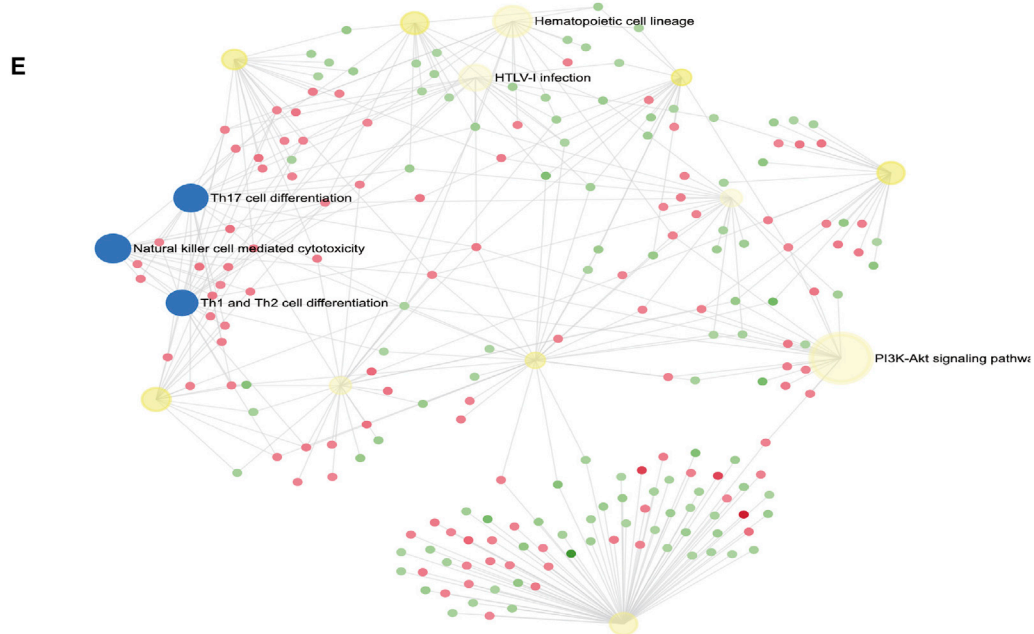 Hematopoietic cell lineage
E
HTLV-I infection
Th17 cell differentiation
Natural killer cell mediated cytotoxicity
Th1 and Th2 cell differentiation
PI3K-Akt signaling pathwa